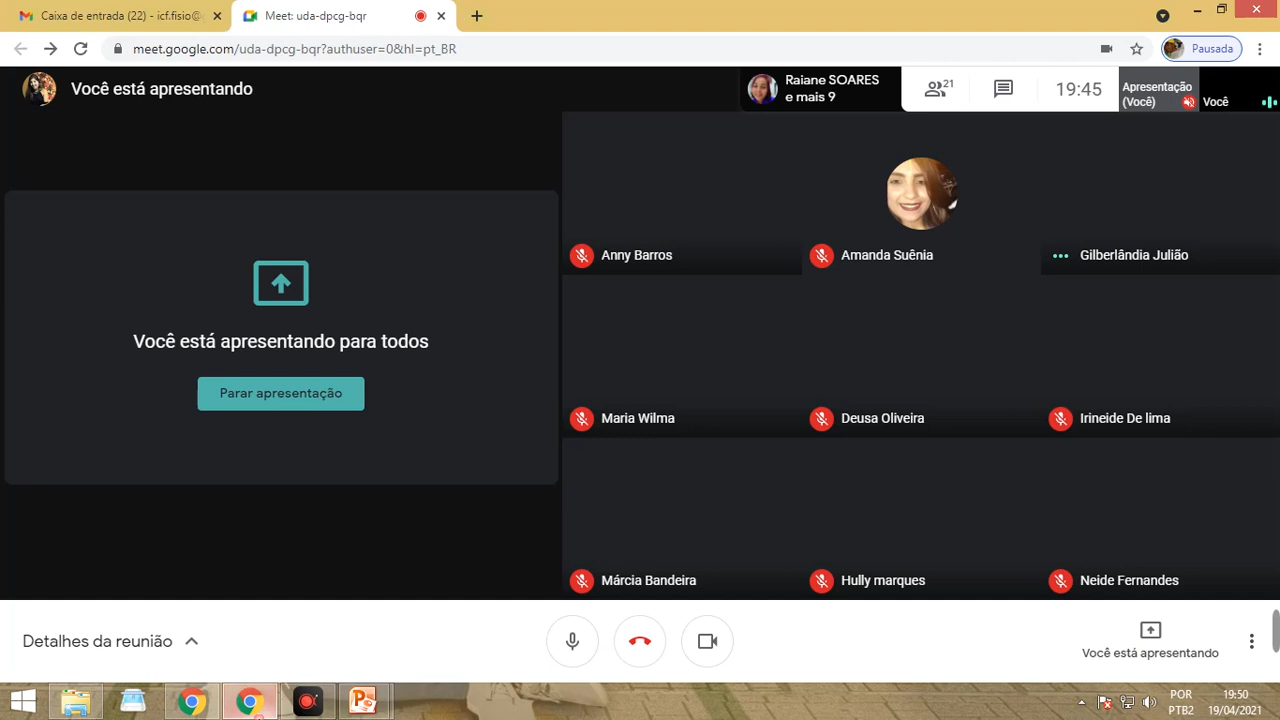 Caixa de entrada (22) - icf.fisio@
Meet: uda-dpcg-bqr
meet.google.com/uda-dpcg-bqr?authuser=0&hl=pt_BR
Pausada
Você está apresentando
Raiane SOARES
e mais 9
21
19:45
Apresentação
(Você)
Você
Você está apresentando para todos
Parar apresentação
Anny Barros
Amanda Suênia
Gilberlândia Julião
Maria Wilma
Deusa Oliveira
Irineide De lima
Márcia Bandeira
Hully marques
Neide Fernandes
Detalhes da reunião
Você está apresentando
POR
PTB2
19:50
19/04/2021